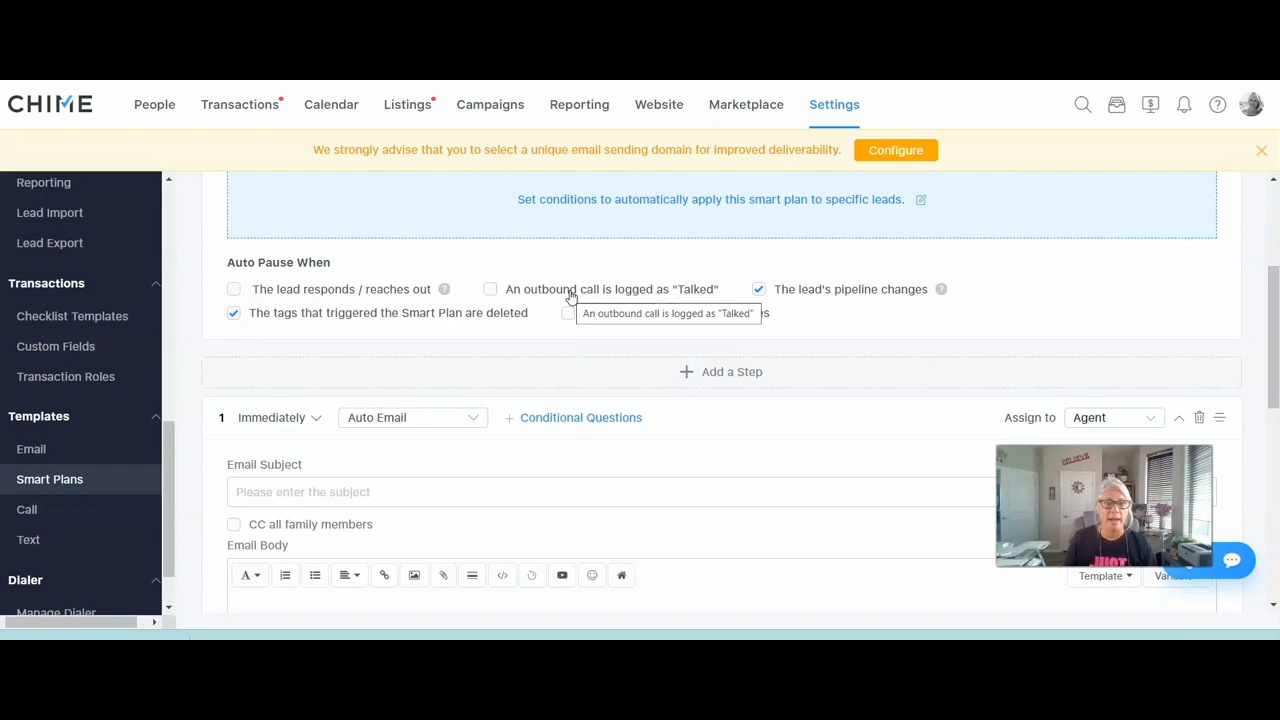 CHIME People Transactions Calendar Listings Campaigns Reporting Website Marketplace Settings
We strongly advise that you to select a unique email sending domain for improved deliverability. Configure
Reporting
Lead Import
Lead Export
Transactions
Checklist Templates
Custom Fields
Transaction Roles
Templates
Email
Smart Plans
Call
Text
Dialer
Manage Dialer
Set conditions to automatically apply this smart plan to specific leads.
Auto Pause When
The lead responds / reaches out An outbound call is logged as "Talked" The lead's pipeline changes
The tags that triggered the Smart Plan are deleted
An outbound call is logged as "Talked"
Add a Step
1 Immediately Auto Email Conditional Questions Assign to Agent
Email Subject
Please enter the subject
CC all family members
Email Body
Template
BELIEVE